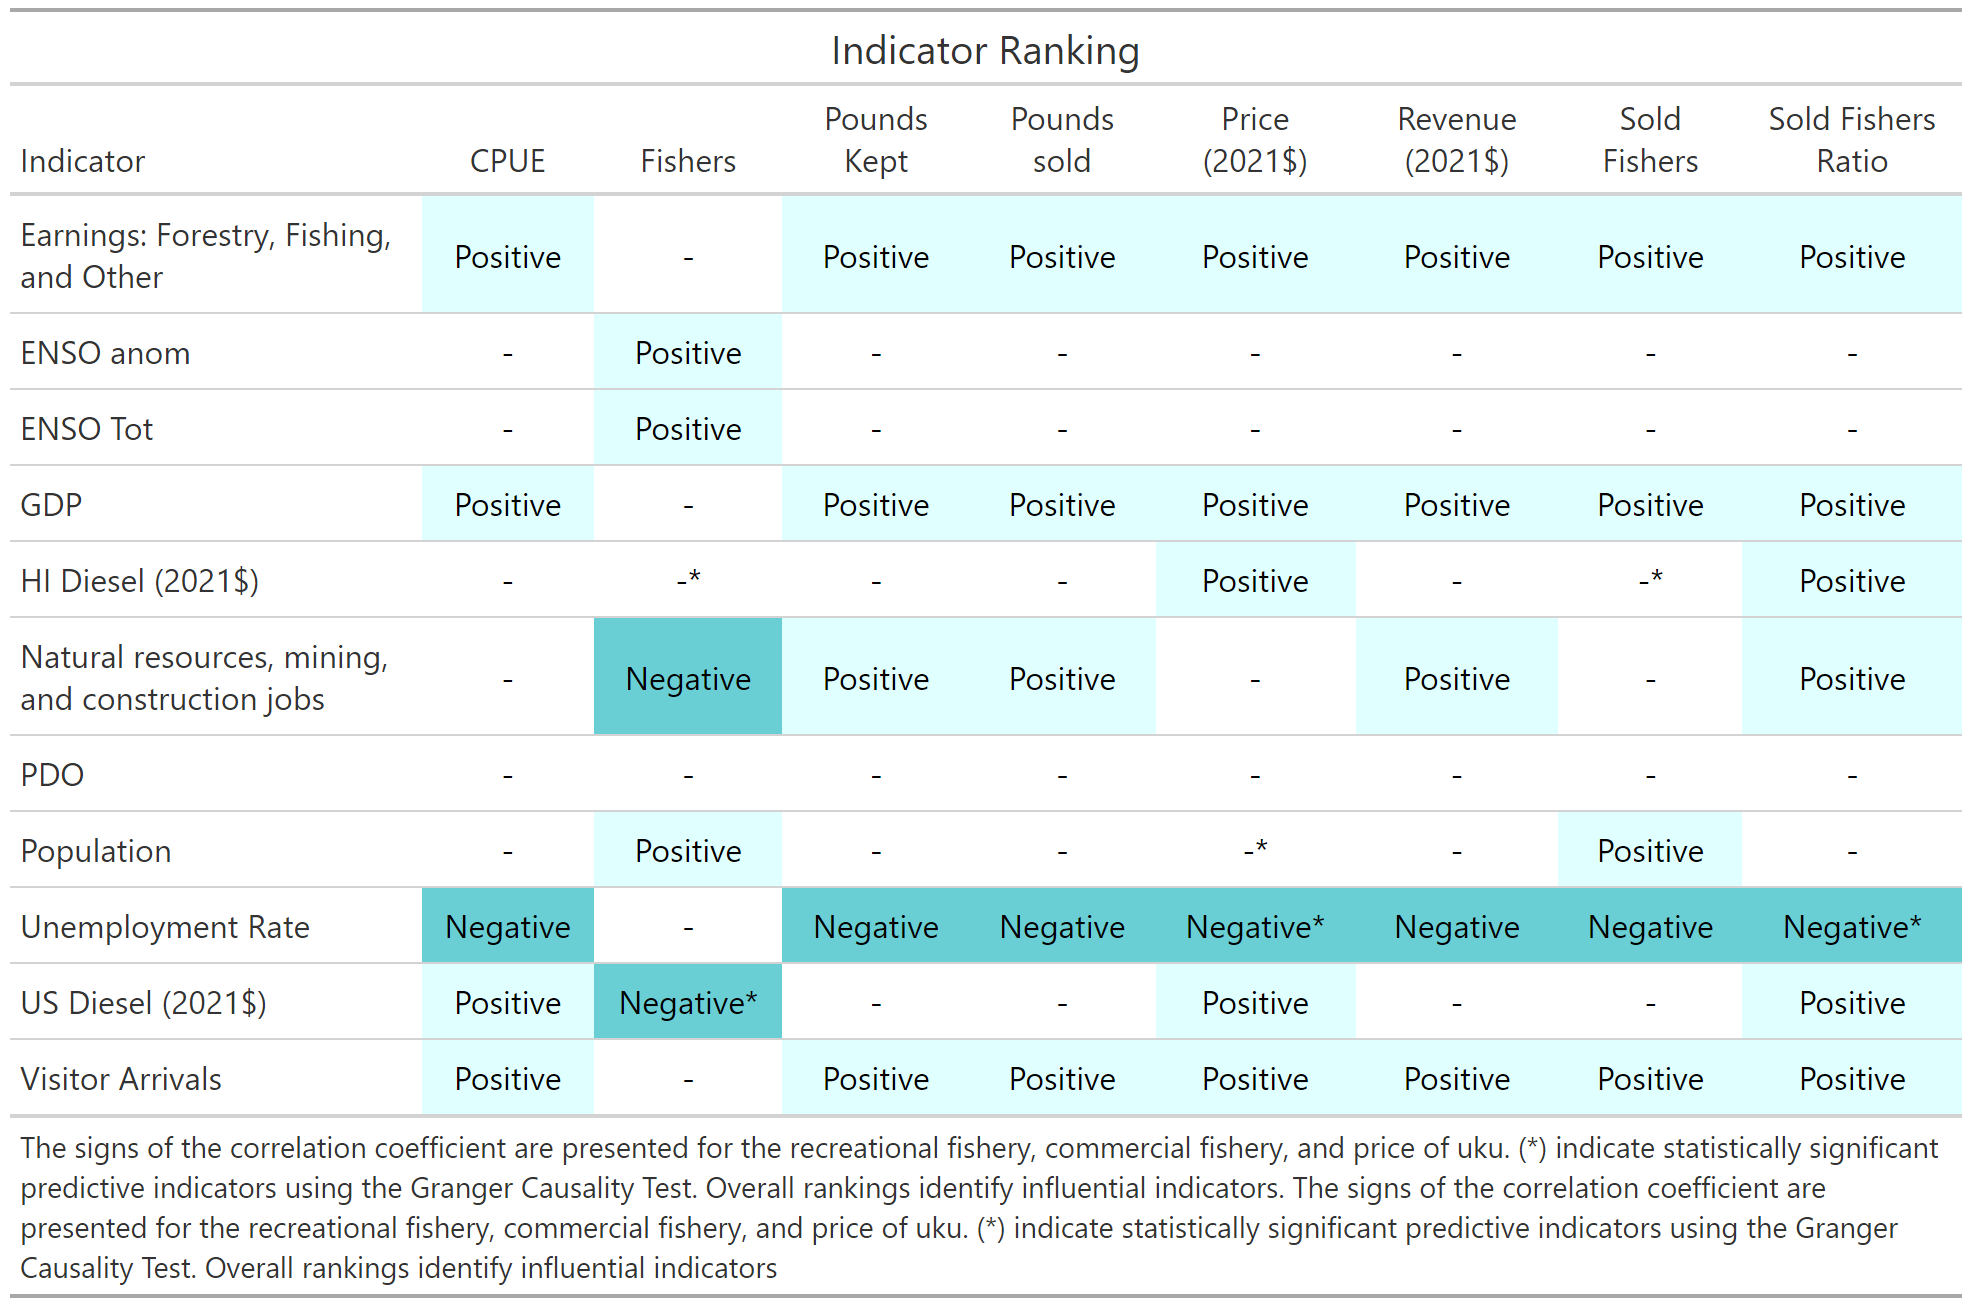 Indicator Ranking
Indicator CPUE Fishers Pounds Kept Pounds sold Price (2021$) Revenue (2021$) Sold Fishers Sold Fishers Ratio
Earnings: Forestry, Fishing, and Other Positive - Positive Positive Positive Positive Positive Positive
ENSO anom - Positive - - - - - -
ENSO Tot - Positive - - - - - -
GDP Positive - Positive Positive Positive Positive Positive Positive
HI Diesel (2021$) - -* - - Positive - -* Positive
Natural resources, mining, and construction jobs - Negative Positive Positive - Positive - Positive
PDO - - - - - - - -
Population - Positive - - -* - Positive -
Unemployment Rate Negative - Negative Negative Negative* Negative Negative Negative*
US Diesel (2021$) Positive Negative* - - Positive - - Positive
Visitor Arrivals Positive - Positive Positive Positive Positive Positive Positive
The signs of the correlation coefficient are presented for the recreational fishery, commercial fishery, and price of uku. (*) indicate statistically significant
predictive indicators using the Granger Causality Test. Overall rankings identify influential indicators. The signs of the correlation coefficient are
presented for the recreational fishery, commercial fishery, and price of uku. (*) indicate statistically significant predictive indicators using the Granger
Causality Test. Overall rankings identify influential indicators